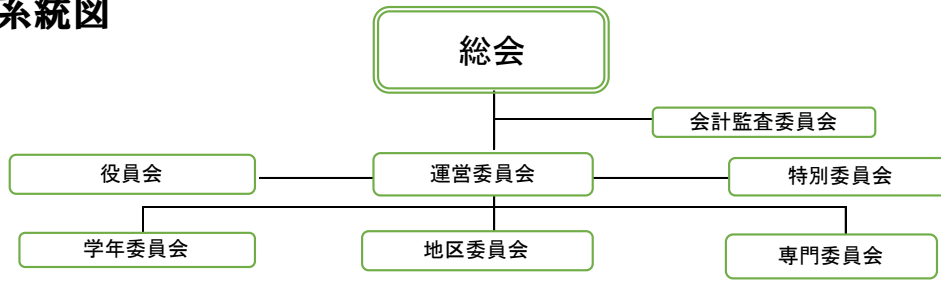 系統図
総会
会計監査委員会
役員会
運営委員会
特別委員会
学年委員会
地区委員会
専門委員会